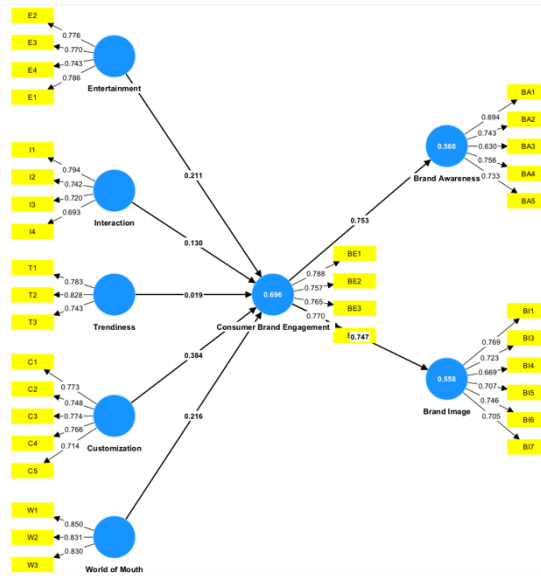 E2
E3
E4
E1
0.776
0.770
0.743
0.786
Entertainment
I1
I2
I3
I4
0.794
0.742
0.720
0.693
Interaction
T1
T2
T3
0.783
0.828
0.743
Trendiness
C1
C2
C3
C4
C5
0.773
0.748
0.774
0.766
0.714
Customization
W1
W2
W3
0.850
0.831
0.830
World of Mouth
0.211
0.130
0.019
0.384
0.216
0.696
Consumer Brand Engagement
BE1
BE2
BE3
0.788
0.757
0.765
0.770
0.753
0.747
0.568
Brand Awareness
0.694
0.743
0.630
0.756
0.733
BA1
BA2
BA3
BA4
BA5
0.558
Brand Image
0.769
0.723
0.669
0.707
0.746
0.705
BI1
BI3
BI4
BI5
BI6
BI7